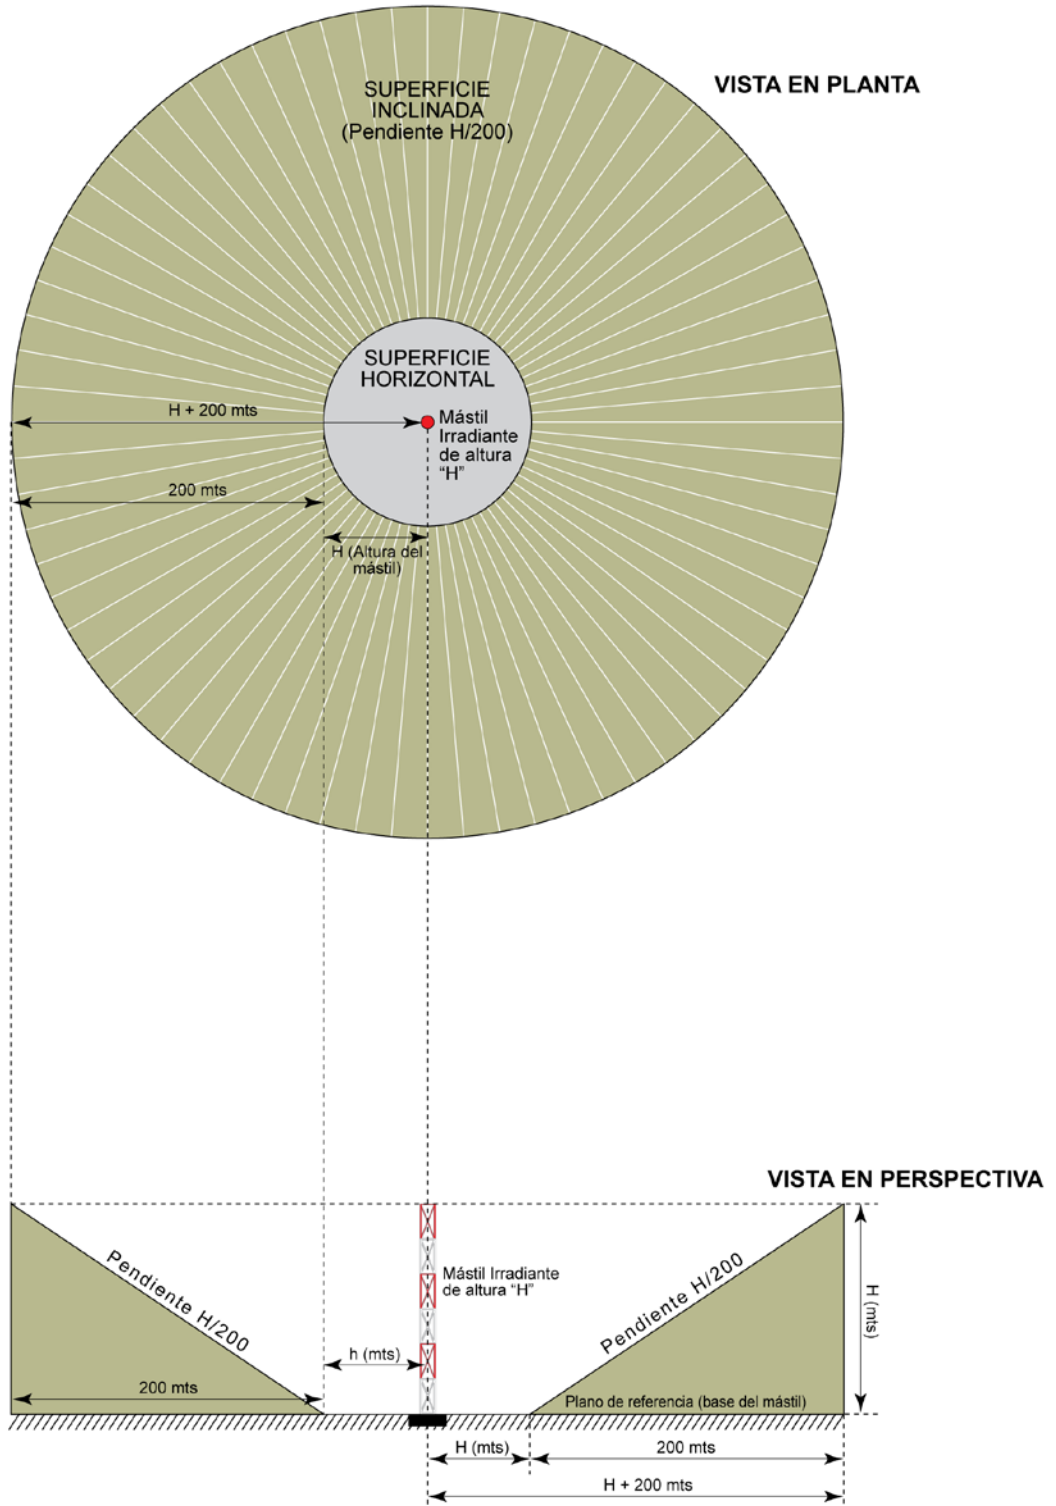 VISTA EN PLANTA
SUPERFICIE
INCLINADA
(Pendiente H/200)
SUPERFICIE
HORIZONTAL
H + 200 mts
Mástil
Irradiante
de altura
“H”
200 mts
H (Altura del
mástil)
VISTA EN PERSPECTIVA
Pendiente H/200
Mástil Irradiante
de altura “H”
Pendiente H/200
H (mts)
h (mts)
200 mts
Plano de referencia (base del mástil)
H (mts)
200 mts
H + 200 mts